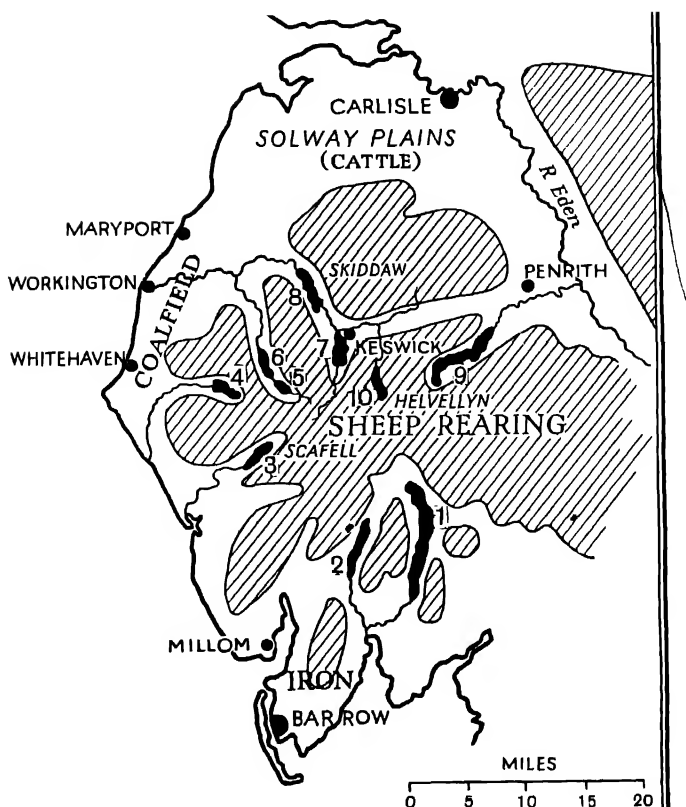 CARLISLE
SOLWAY PLAINS
(CATTLE)
R. Eden
MARYPORT
SKIDDAW
PENRITH
WORKINGTON
COALFIERD
8
KESWICK
7
WHITEHAVEN
6
5
4
9
10
HELVELLYN
SHEEP REARING
SCAFELL
3
1
2
MILLOM
IRON
BARROW
MILES
0 5 10 15 20